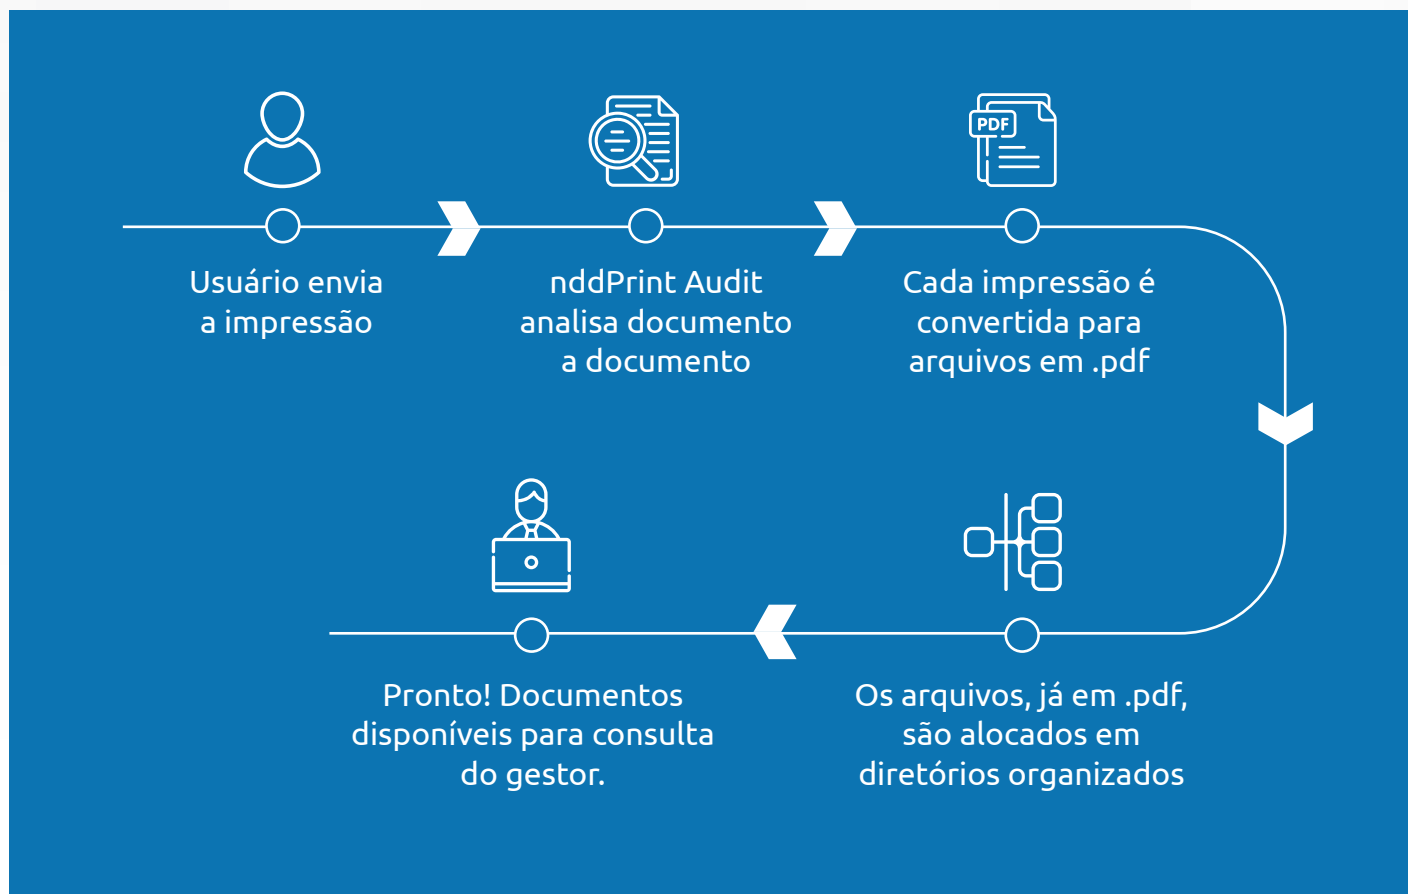 Usuário envia
a impressão
nddPrint Audit
analisa documento
a documento
PDF
Cada impressão é
convertida para
arquivos em .pdf
Os arquivos, já em .pdf,
são alocados em
diretórios organizados
Pronto! Documentos
disponíveis para consulta
do gestor.